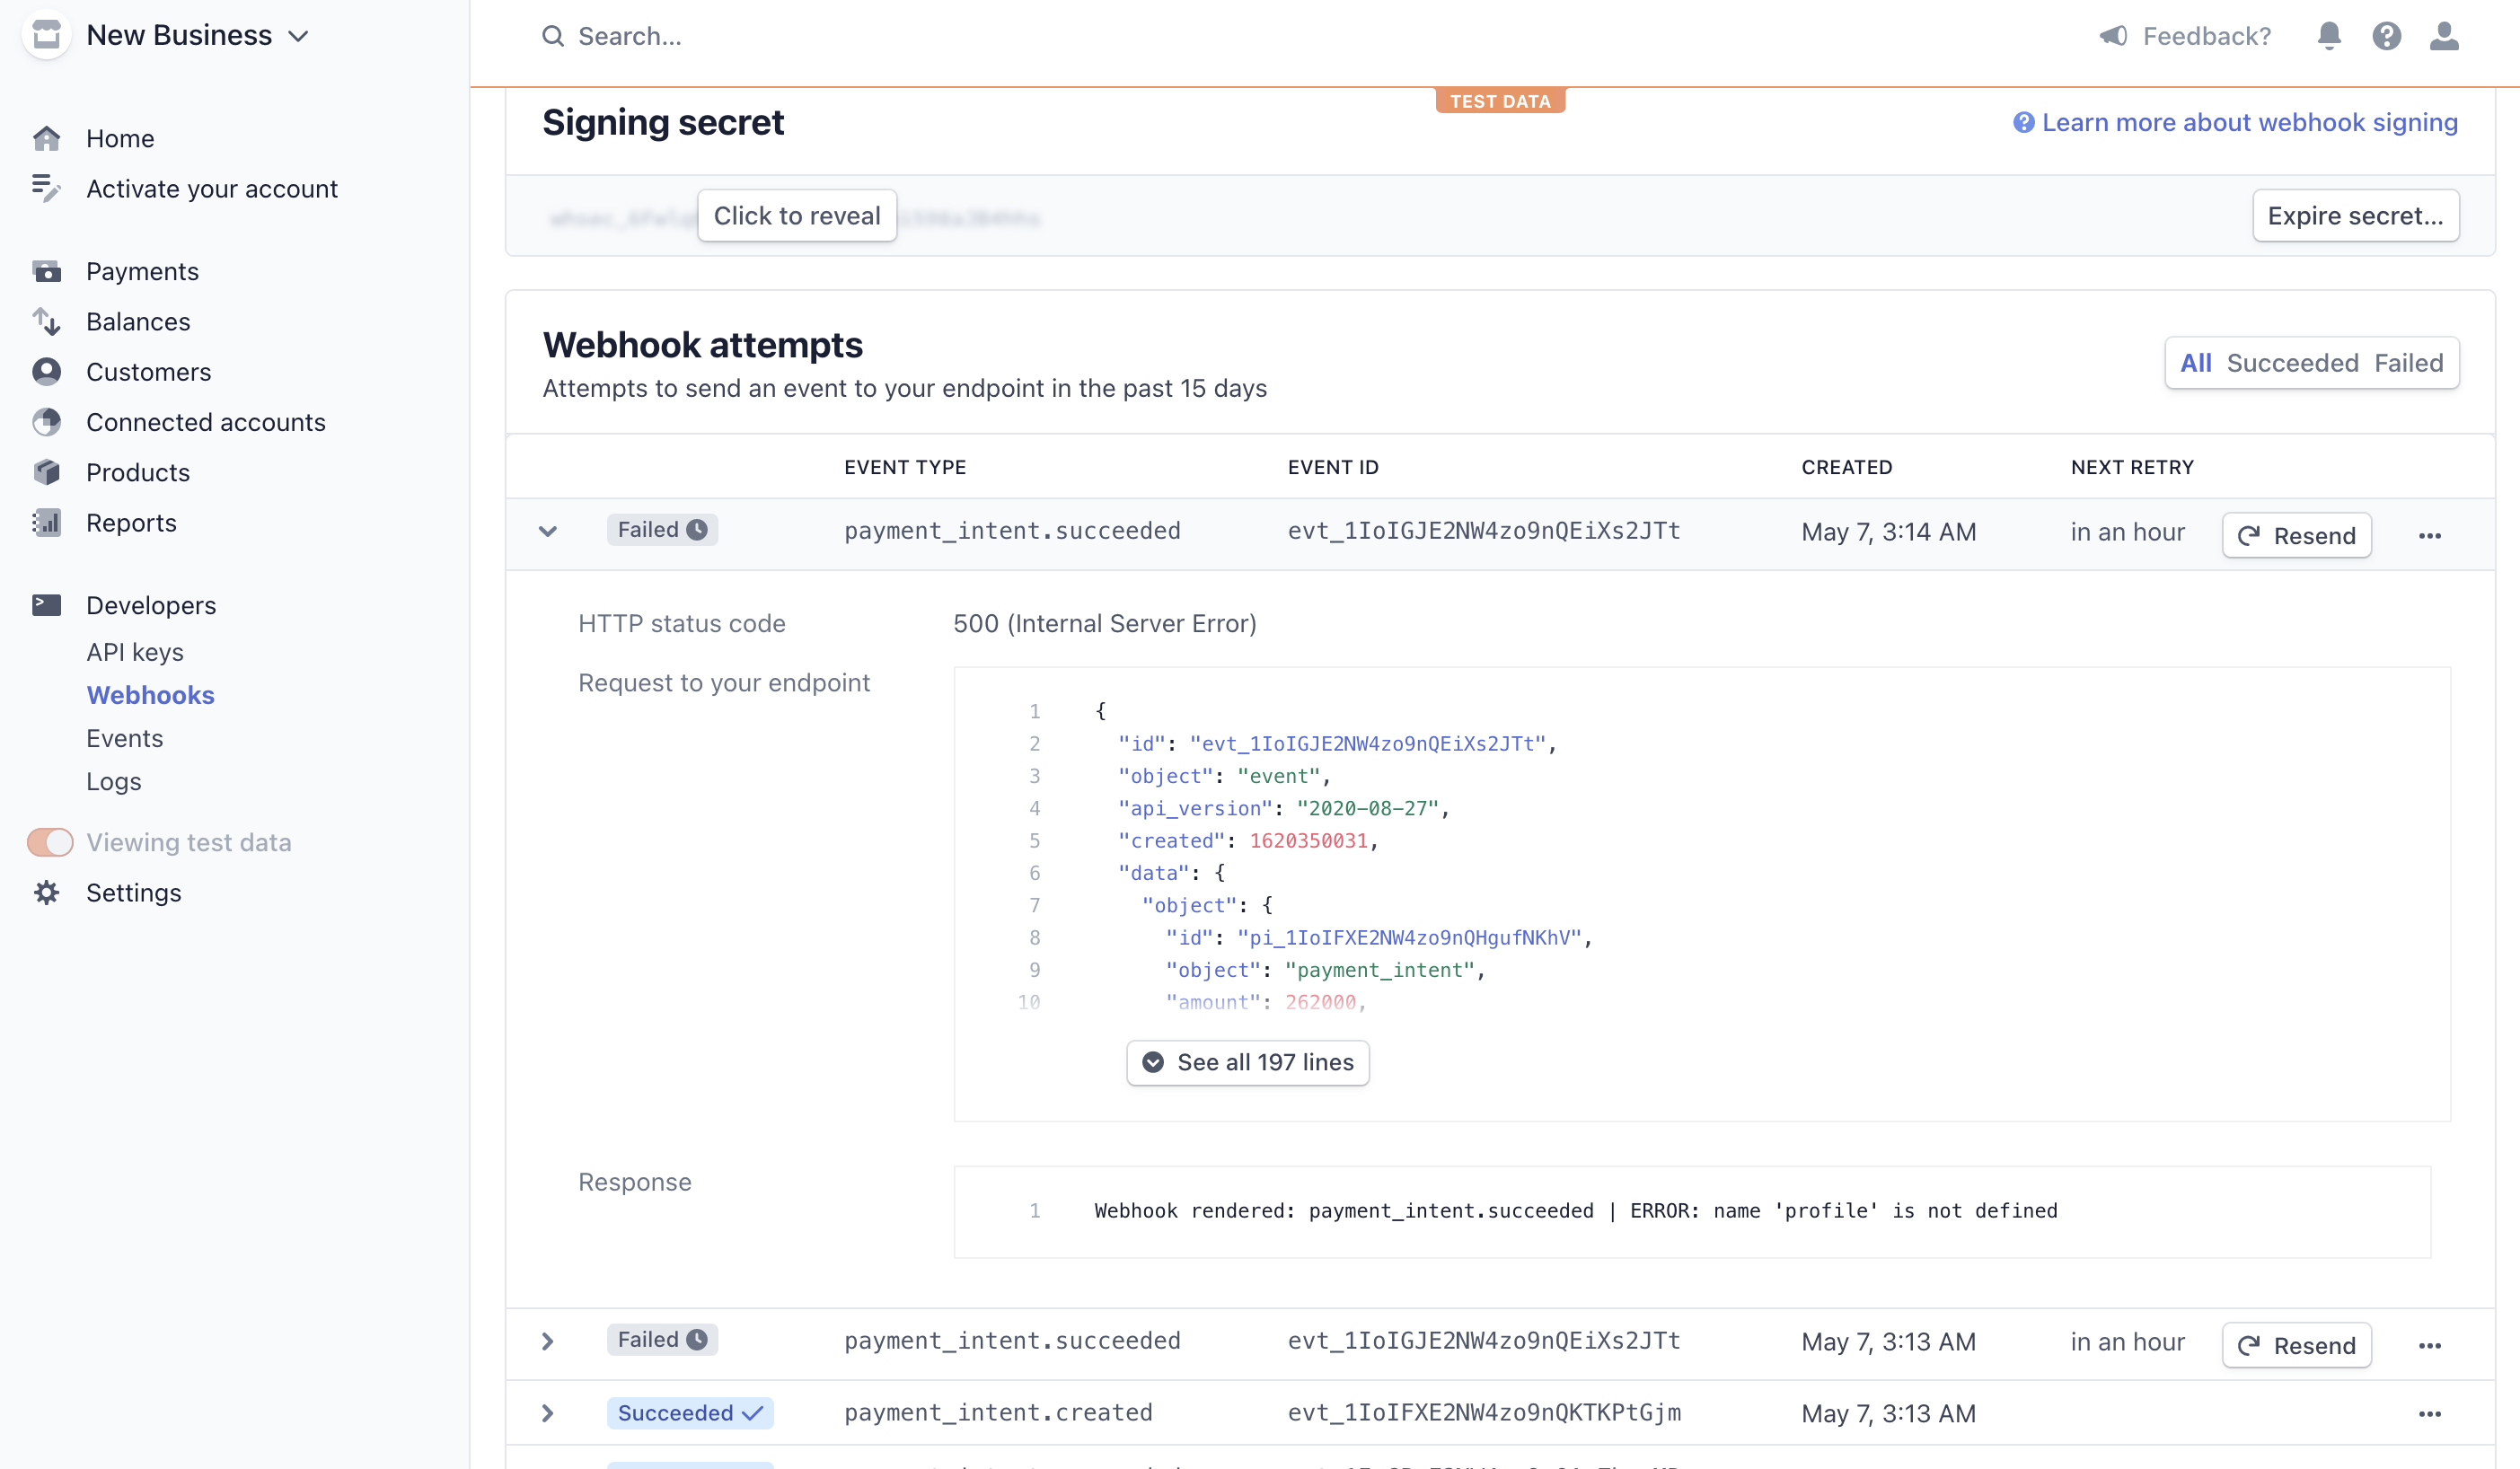 New Business
Search...
Feedback?
Home
Activate your account
Payments
Balances
Customers
Connected accounts
Products
Reports
Developers
API keys
Webhooks
Events
Logs
Viewing test data
Settings
TEST DATA
Signing secret
Learn more about webhook signing
Click to reveal
Expire secret...
Webhook attempts
Attempts to send an event to your endpoint in the past 15 days
All Succeeded Failed
EVENT TYPE EVENT ID CREATED NEXT RETRY
Failed payment_intent.succeeded evt_1IoIGJE2NW4zo9nQEiXs2JTt May 7, 3:14 AM in an hour Resend
HTTP status code 500 (Internal Server Error)
Request to your endpoint
1 {
2 "id": "evt_1IoIGJE2NW4zo9nQEiXs2JTt",
3 "object": "event",
4 "api_version": "2020-08-27",
5 "created": 1620350031,
6 "data": {
7 "object": {
8 "id": "pi_1IoIFXE2NW4zo9nQHgufNKhV",
9 "object": "payment_intent",
10 "amount": 262000,
See all 197 lines
Response
1 Webhook rendered: payment_intent.succeeded | ERROR: name 'profile' is not defined
Failed payment_intent.succeeded evt_1IoIGJE2NW4zo9nQEiXs2JTt May 7, 3:13 AM in an hour Resend
Succeeded payment_intent.created evt_1IoIFXE2NW4zo9nQKTKPtGjm May 7, 3:13 AM